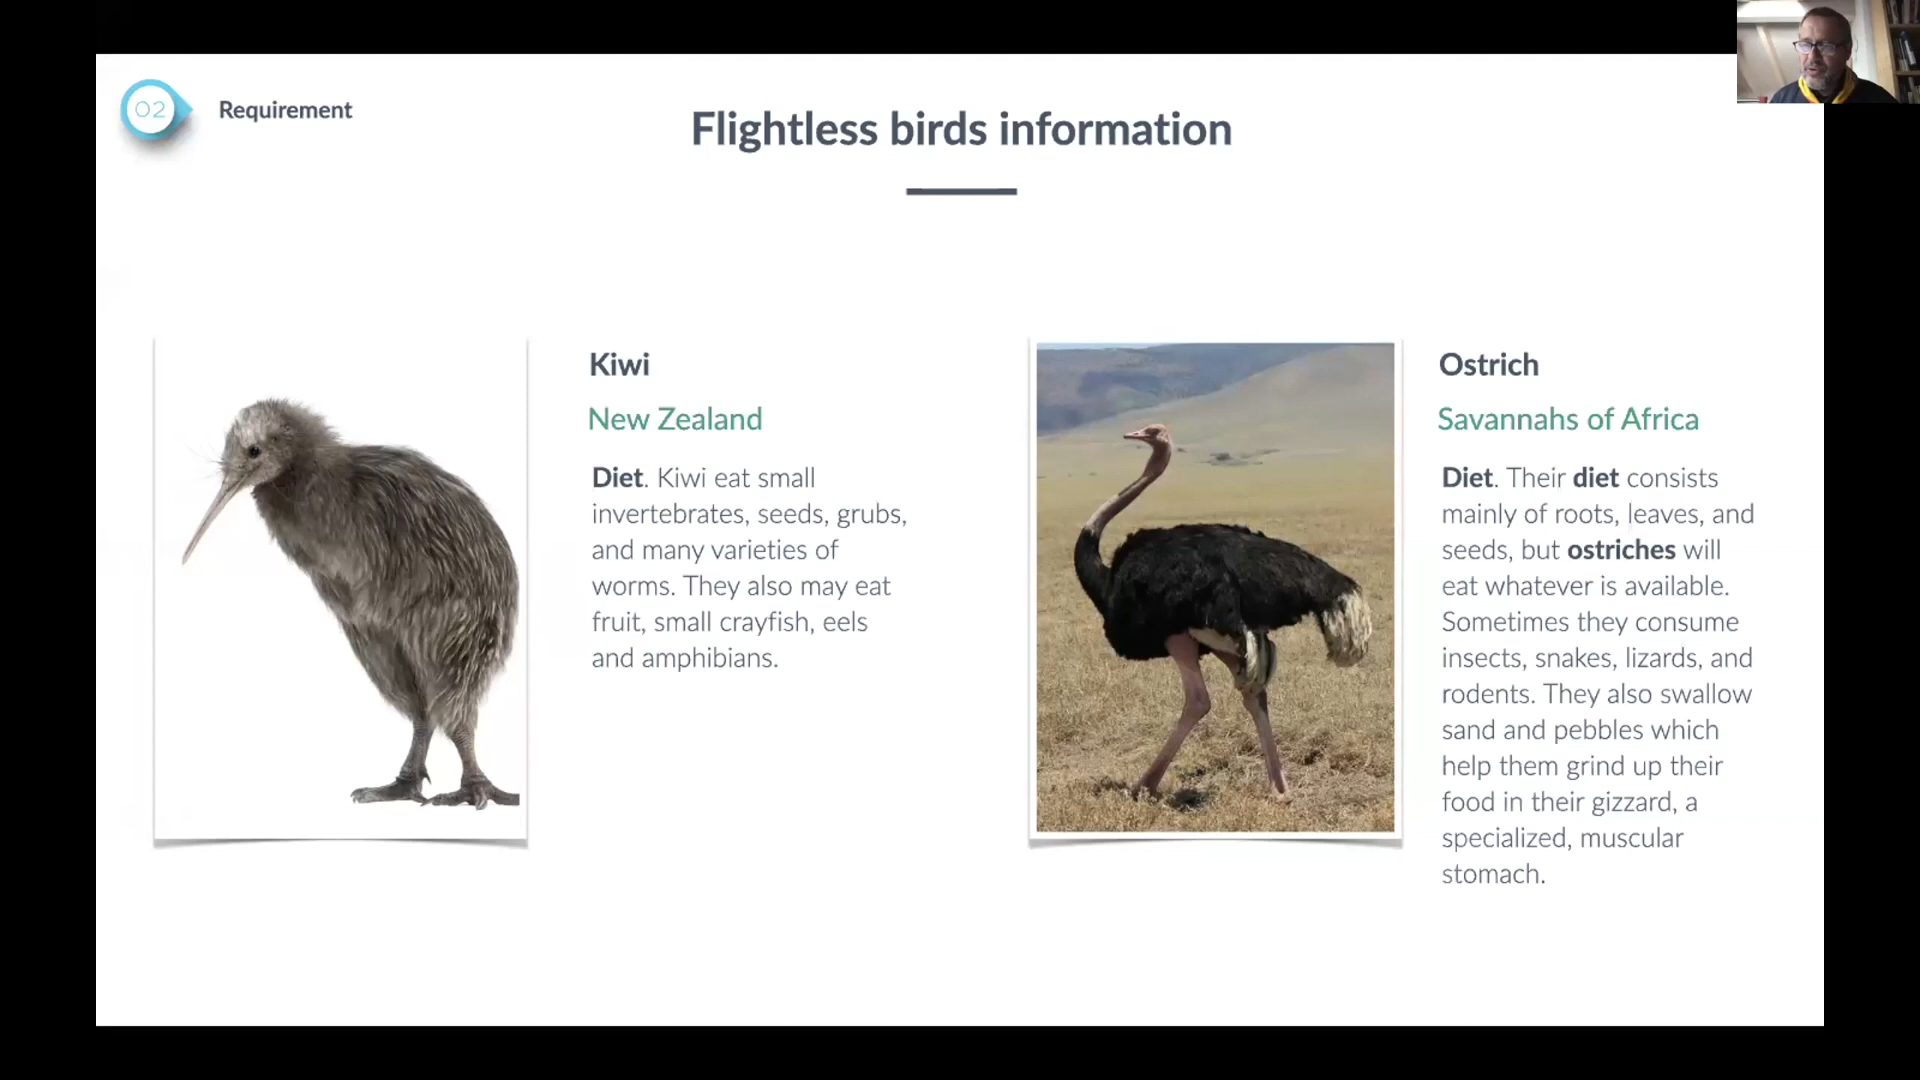 02
Requirement
Flightless birds information
Kiwi
New Zealand
Diet. Kiwi eat small
invertebrates, seeds, grubs,
and many varieties of
worms. They also may eat
fruit, small crayfish, eels
and amphibians.
Ostrich
Savannahs of Africa
Diet. Their diet consists
mainly of roots, leaves, and
seeds, but ostriches will
eat whatever is available.
Sometimes they consume
insects, snakes, lizards, and
rodents. They also swallow
sand and pebbles which
help them grind up their
food in their gizzard, a
specialized, muscular
stomach.